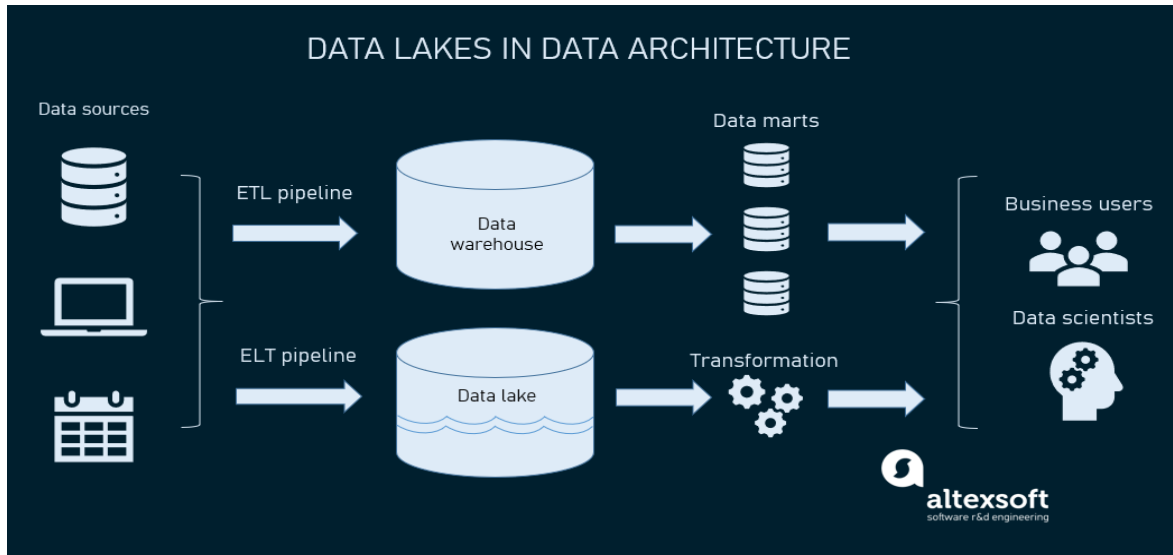 DATA LAKES IN DATA ARCHITECTURE
Data sources
ETL pipeline
Data
warehouse
Data marts
Business users
ELT pipeline
Data lake
Transformation
Data scientists
altexsoft
software r&d engineering